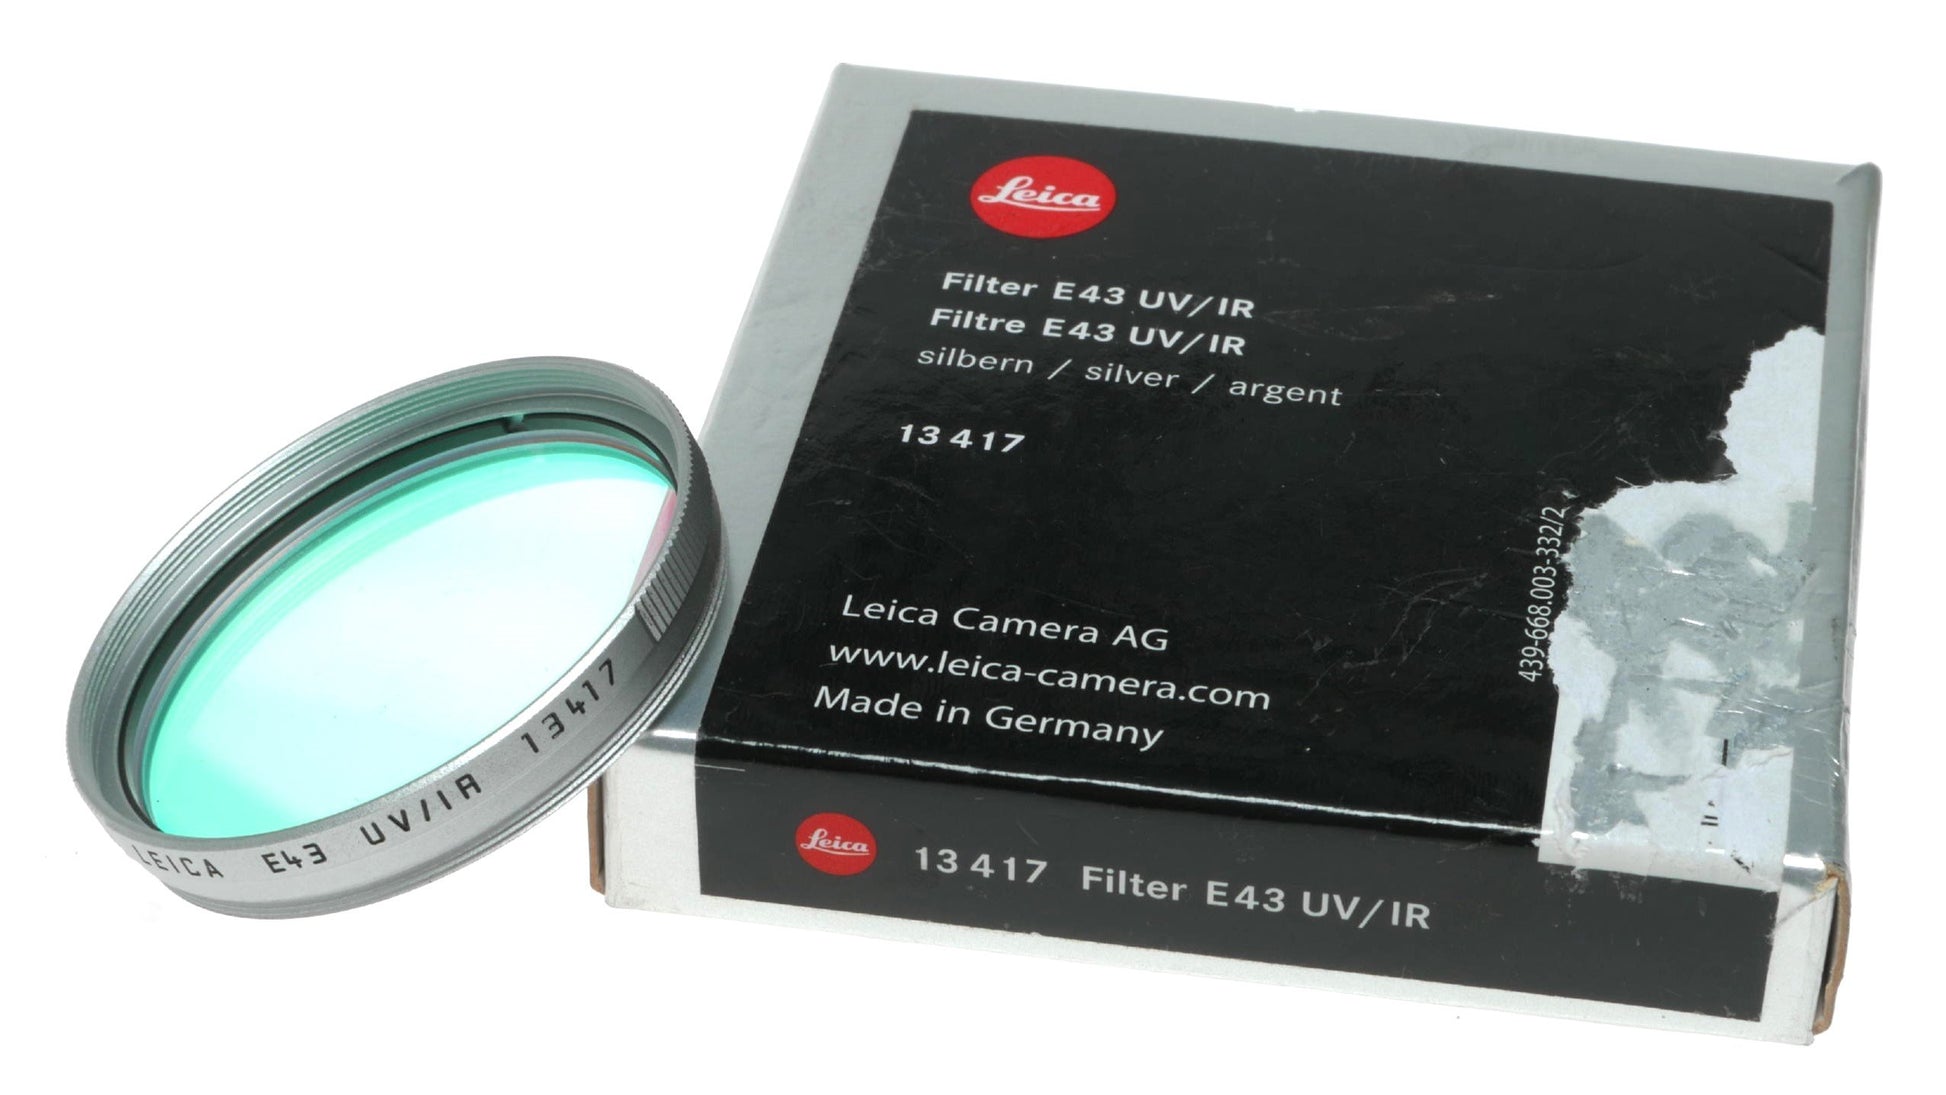 Leica
Filter E43 UV/IR
Filtre E43 UV/IR
silbern / silver / argent
13 417
439-668.003-332/2
Leica Camera AG
www.leica-camera.com
Made in Germany
Leica 13 417 Filter E43 UV/IR
LEICA E43 UV/IR 13417